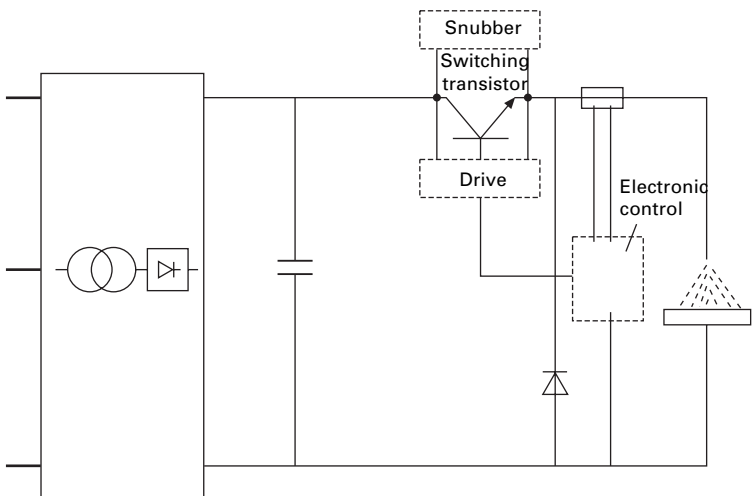 Snubber
Switching
transistor
Drive
Electronic
control